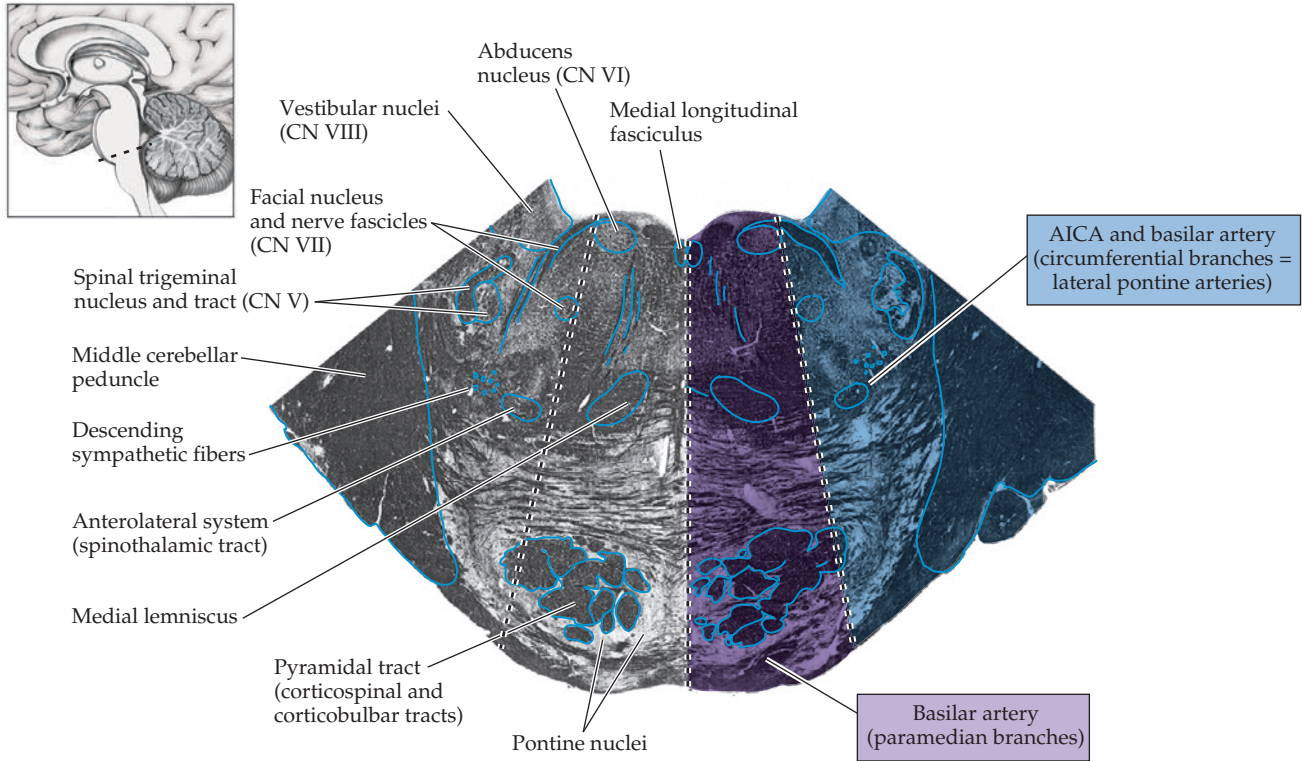 Abducens
nucleus (CN VI)
Vestibular nuclei
(CN VIII)
Medial longitudinal
fasciculus
Facial nucleus
and nerve fascicles
(CN VII)
AICA and basilar artery
(circumferential branches =
lateral pontine arteries)
Spinal trigeminal
nucleus and tract (CN V)
Middle cerebellar
peduncle
Descending
sympathetic fibers
Anterolateral system
(spinothalamic tract)
Medial lemniscus
Pyramidal tract
(corticospinal and
corticobulbar tracts)
Pontine nuclei
Basilar artery
(paramedian branches)